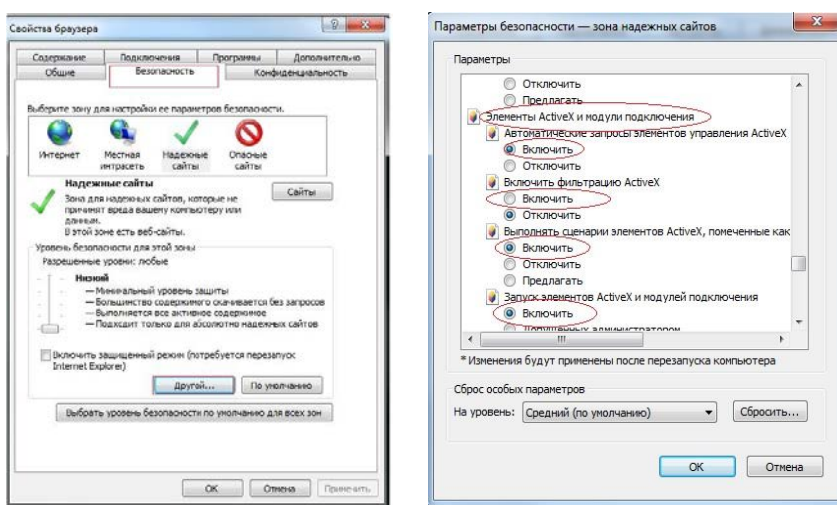 Свойства браузера
Содержание Подключения Программы Дополнительно
Общие Безопасность Конфиденциальность
Выберите зону для настройки ее параметров безопасности.
Интернет Местная интрасеть Надежные сайты Опасные сайты
Надежные сайты
Сайты
Зона для надежных сайтов, которые не
причинят вреда вашему компьютеру или
данным.
В этой зоне есть веб-сайты.
Уровень безопасности для этой зоны
Разрешенные уровни: любые
Низкий
— Минимальный уровень защиты
— Большинство содержимого скачивается без запросов
— Выполняется все активное содержимое
— Подходит только для абсолютно надежных сайтов
Включить защищенный режим (потребуется перезапуск
Internet Explorer)
Другой... По умолчанию
Выбрать уровень безопасности по умолчанию для всех зон
OK Отмена Применить
Параметры безопасности — зона надежных сайтов
Параметры
Отключить
Предлагать
Элементы ActiveX и модули подключения
Автоматические запросы элементов управления ActiveX
Включить
Отключить
Включить фильтрацию ActiveX
Включить
Отключить
Выполнять сценарии элементов ActiveX, помеченные как
Включить
Отключить
Предлагать
Запуск элементов ActiveX и модулей подключения
Включить
Допущенных администратором
* Изменения будут применены после перезапуска компьютера
Сброс особых параметров
На уровень: Средний (по умолчанию) Сбросить...
OK Отмена